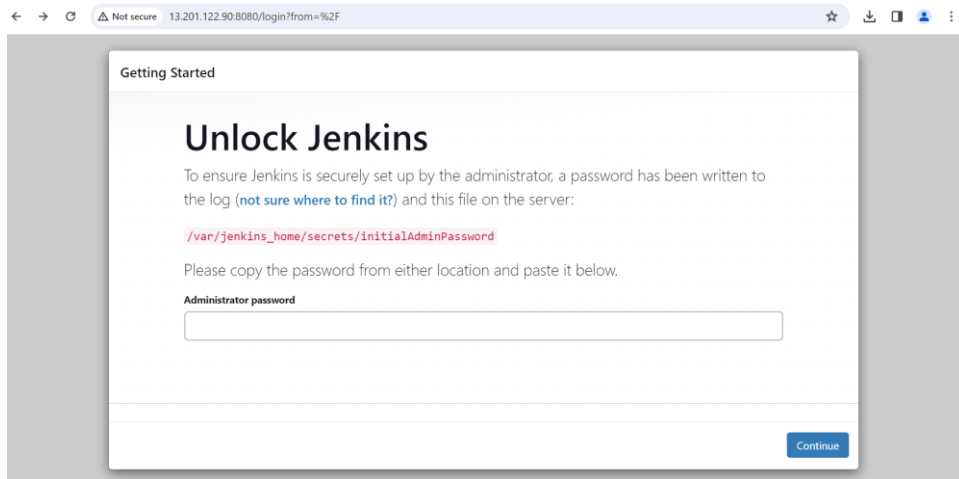 Not secure 13.201.122.90:8080/login?from=%2F
Getting Started
Unlock Jenkins
To ensure Jenkins is securely set up by the administrator, a password has been written to
the log (not sure where to find it?) and this file on the server:
/var/jenkins_home/secrets/initialAdminPassword
Please copy the password from either location and paste it below.
Administrator password
Continue